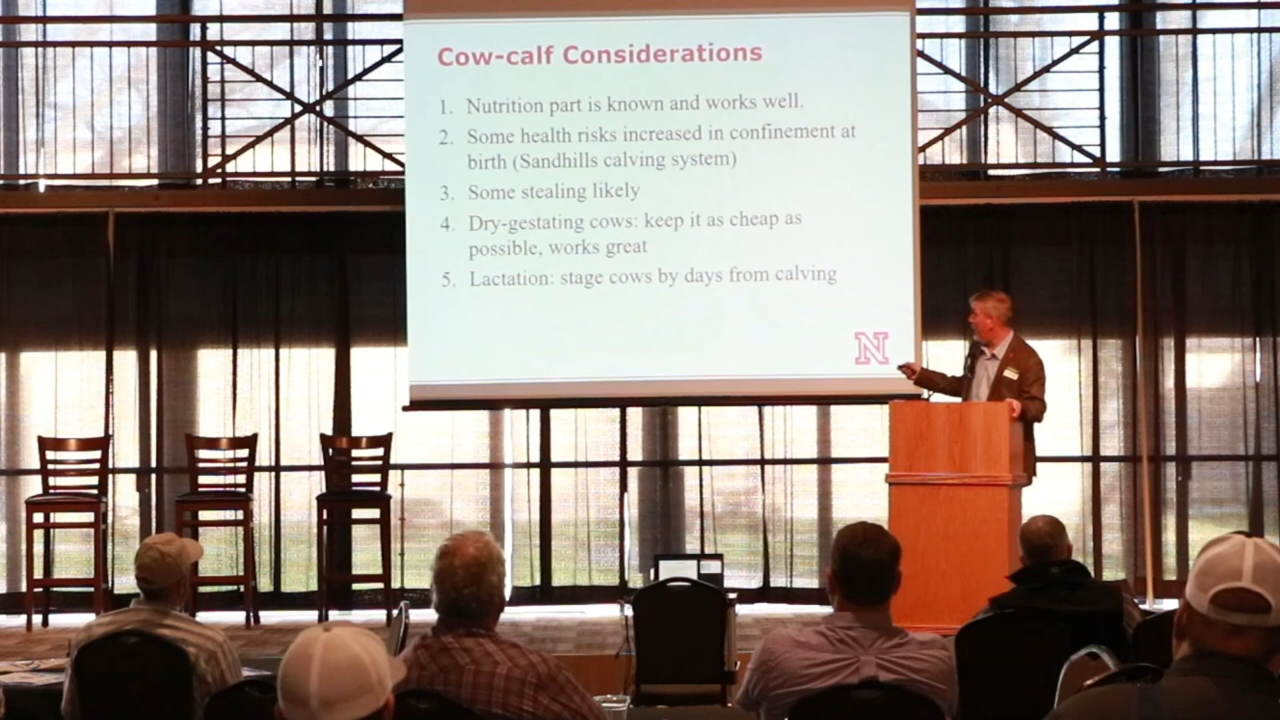 Cow-calf Considerations
1. Nutrition part is known and works well.
2. Some health risks increased in confinement at
birth (Sandhills calving system)
3. Some stealing likely
4. Dry-gestating cows: keep it as cheap as
possible, works great
5. Lactation: stage cows by days from calving
N